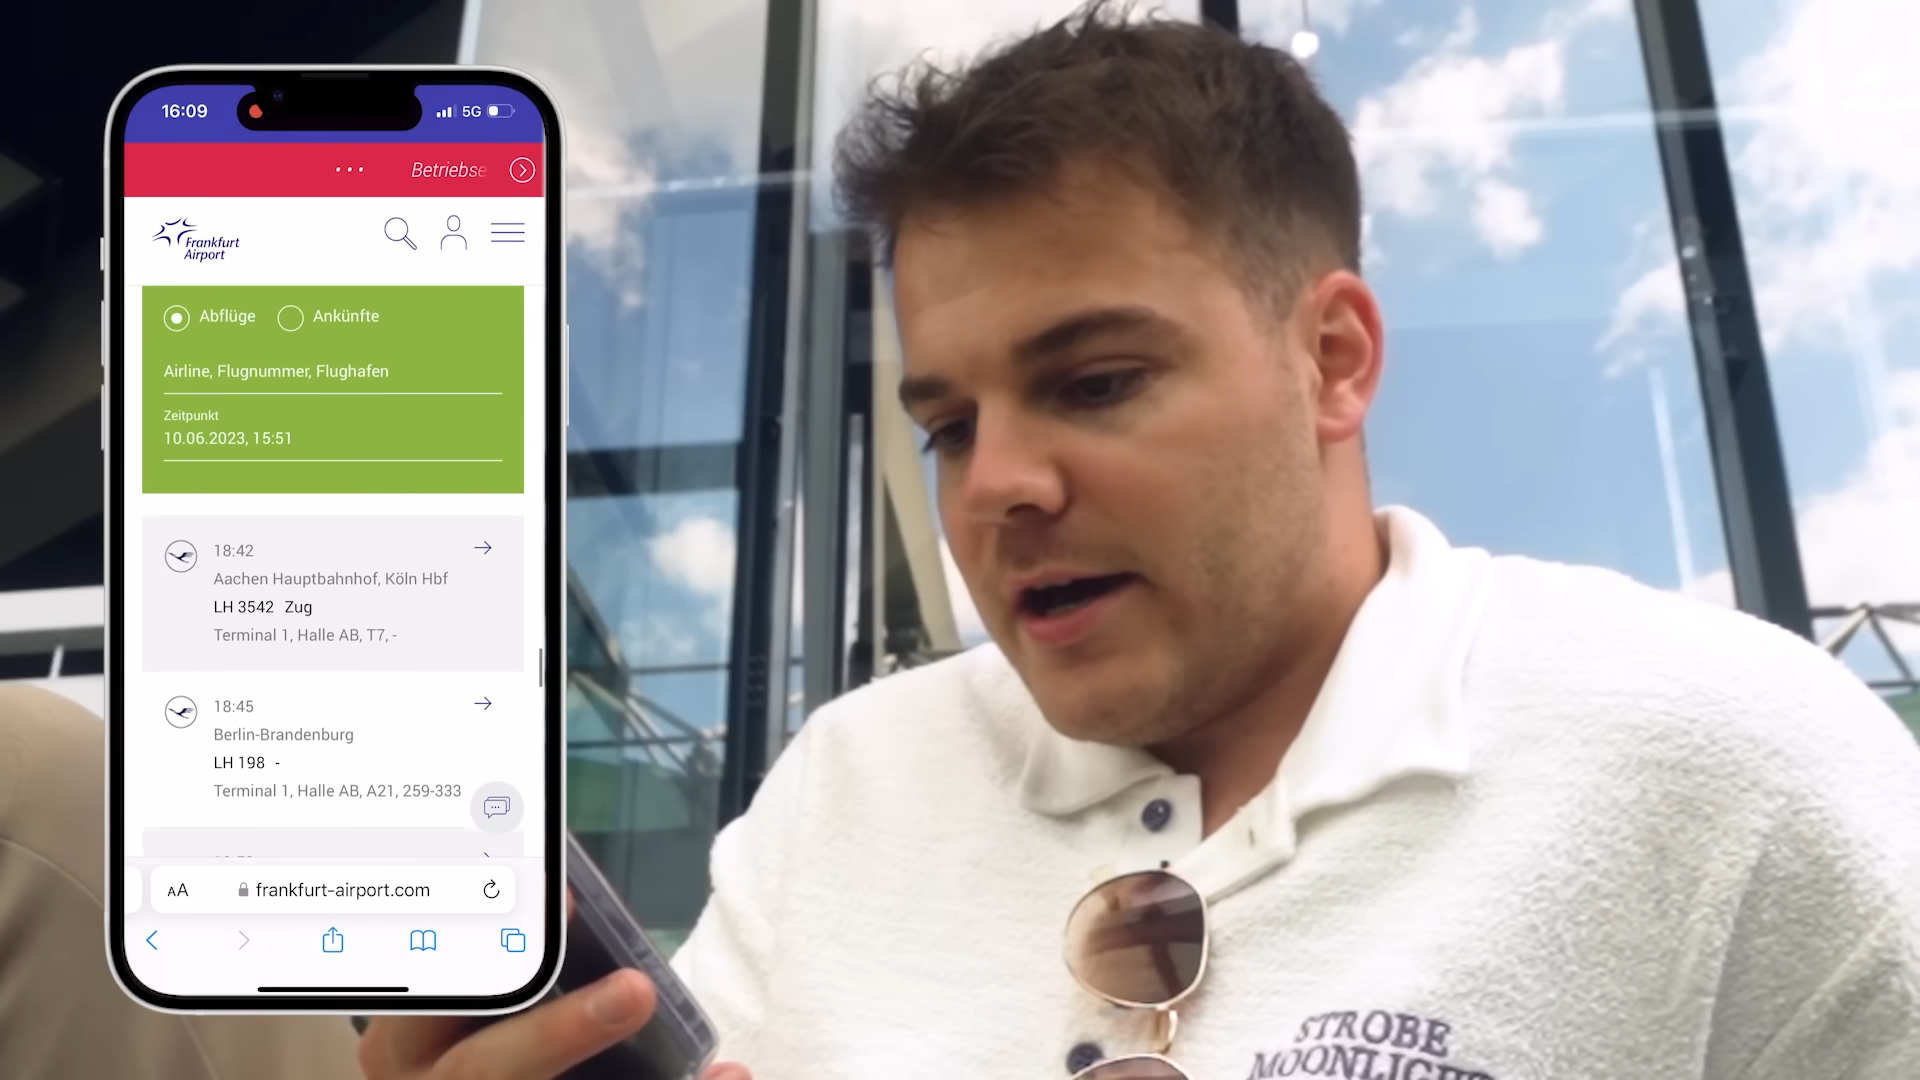 16:09
5G
... Betriebse
Frankfurt
Airport
Abflüge Ankünfte
Airline, Flugnummer, Flughafen
Zeitpunkt
10.06.2023, 15:51
18:42
Aachen Hauptbahnhof, Köln Hbf
LH 3542 Zug
Terminal 1, Halle AB, T7, -
18:45
Berlin-Brandenburg
LH 198 -
Terminal 1, Halle AB, A21, 259-333
AA frankfurt-airport.com
STROBE
MOONLIGHT